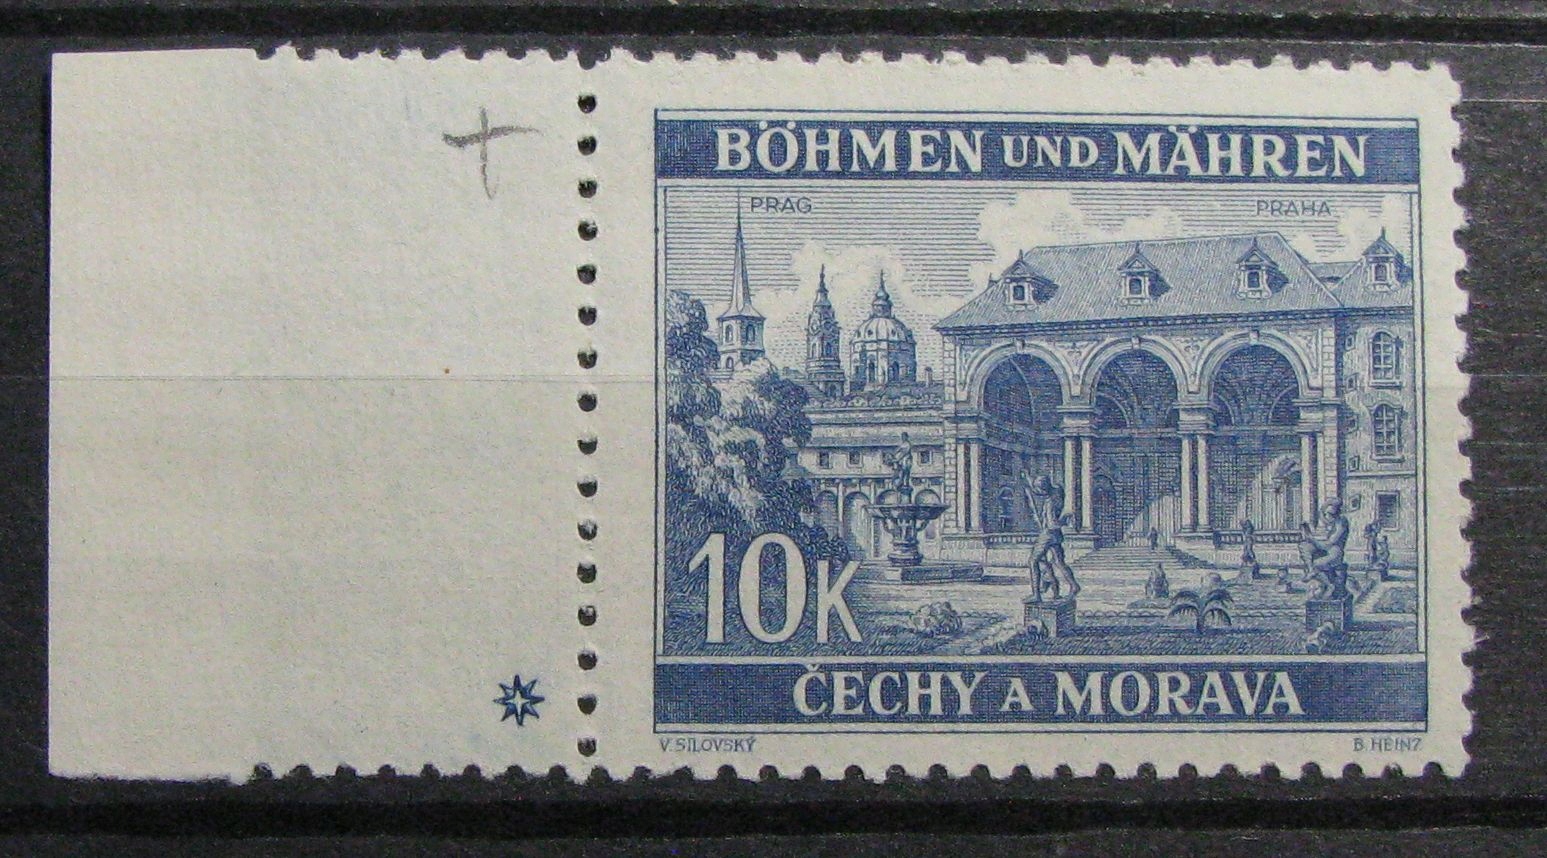 BÖHMEN UND MÄHREN
PRAG PRAHA
10K
ČECHY A MORAVA
V. SILOVSKÝ B. HEINZ